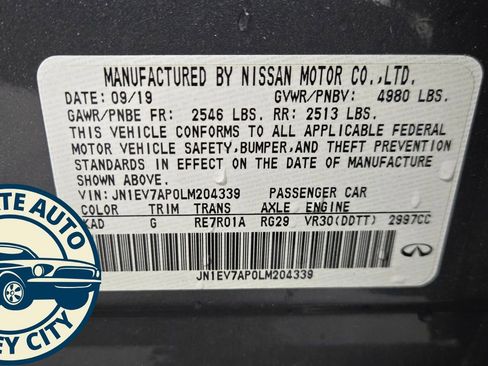 MANUFACTURED BY NISSAN MOTOR CO.,LTD.
DATE: 09/19 GVWR/PNBV: 4980 LBS.
GAWR/PNBE FR: 2546 LBS. RR: 2513 LBS.
THIS VEHICLE CONFORMS TO ALL APPLICABLE FEDERAL
MOTOR VEHICLE SAFETY, BUMPER, AND THEFT PREVENTION
STANDARDS IN EFFECT ON THE DATE OF MANUFACTURE
SHOWN ABOVE.
VIN: JN1EV7AP0LM204339 PASSENGER CAR
COLOR TRIM TRANS AXLE ENGINE
KAD G RE7R01A RG29 VR30(DDTT) 2997CC
JN1EV7AP0LM204339
INFINITI
AUTO
CITY